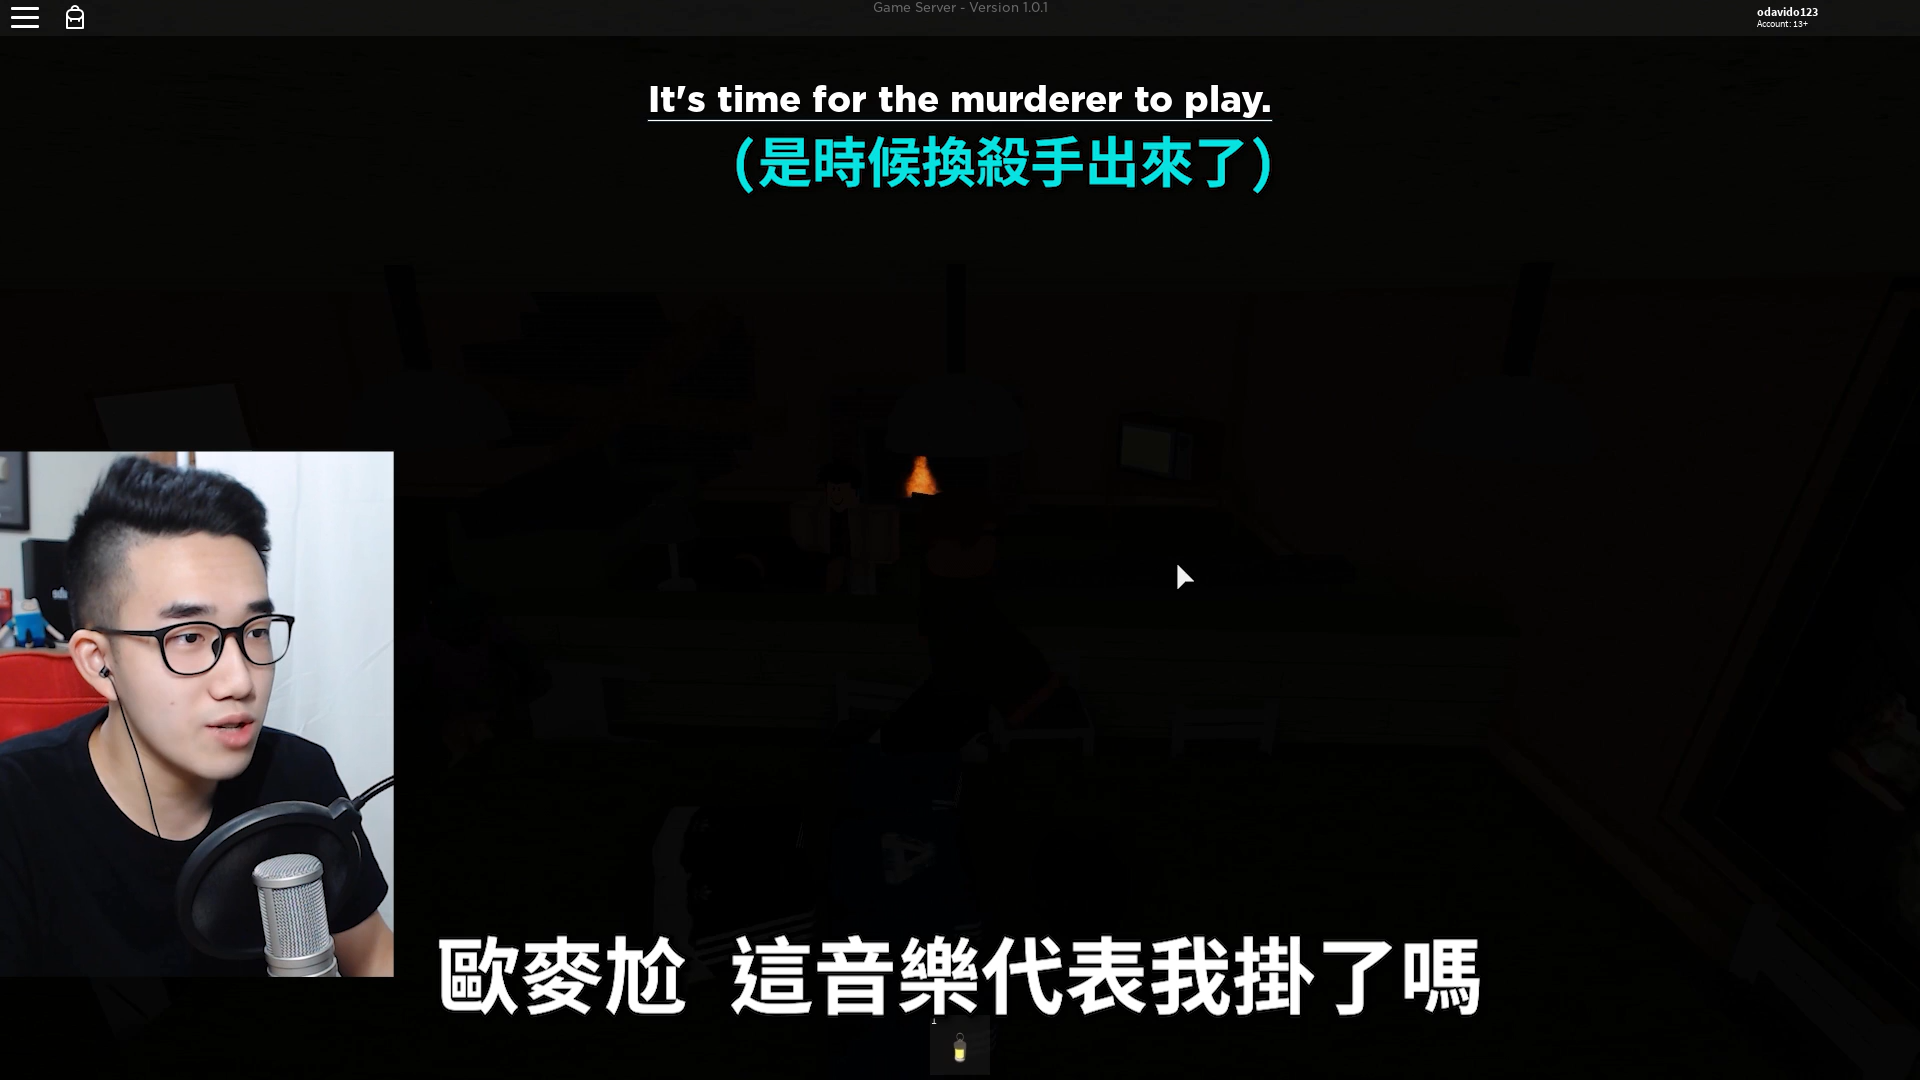 Game Server - Version 1.0.1
odavido123
Account: 13+
It's time for the murderer to play.
(是時候換殺手出來了)
歐麥尬 這音樂代表我掛了嗎
1